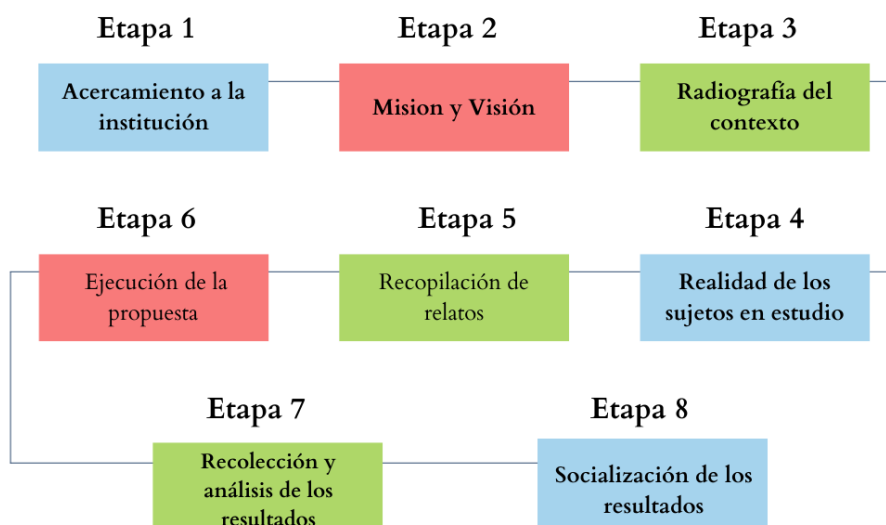 Etapa 1
Acercamiento a la
institución
Etapa 2
Mision y Visión
Etapa 3
Radiografía del
contexto
Etapa 4
Realidad de los
sujetos en estudio
Etapa 5
Recopilación de
relatos
Etapa 6
Ejecución de la
propuesta
Etapa 7
Recolección y
análisis de los
resultados
Etapa 8
Socialización de los
resultados